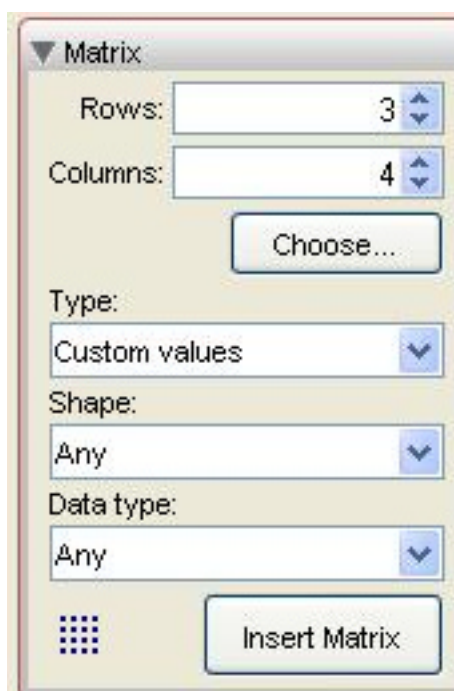 Matrix
Rows: 3
Columns: 4
Choose...
Type:
Custom values
Shape:
Any
Data type:
Any
Insert Matrix